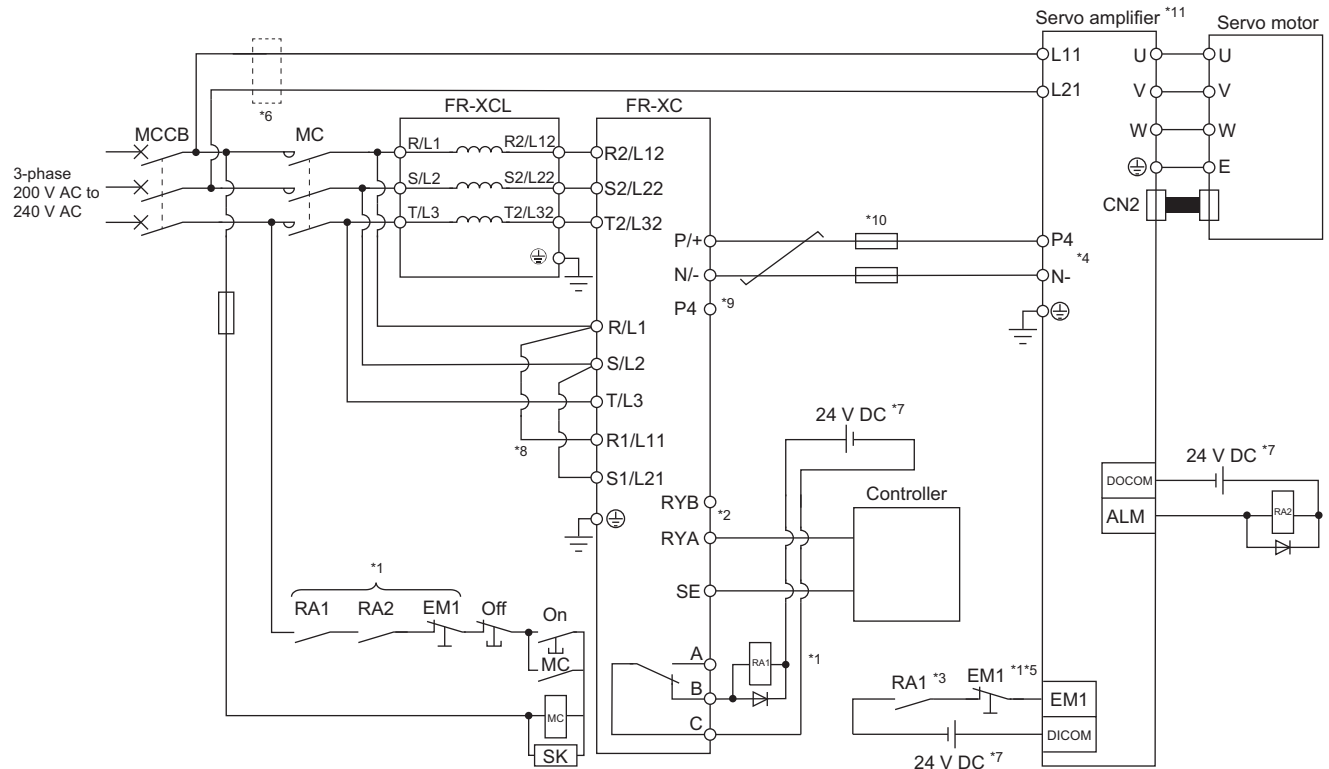 Servo amplifier *11
Servo motor
L11
U
U
L21
V
V
*6
FR-XCL
FR-XC
MCCB
MC
R/L1
R2/L12
R2/L12
W
W
3-phase
200 V AC to
240 V AC
S/L2
S2/L22
S2/L22
E
T/L3
T2/L32
T2/L32
CN2
*10
P/+
P4
*4
N/-
N-
P4
*9
R/L1
S/L2
T/L3
24 V DC *7
*8
R1/L11
S1/L21
24 V DC *7
Controller
DOCOM
RYB
*2
RA2
ALM
RYA
*1
SE
RA1
RA2
EM1
Off
On
MC
A
RA1
*1
B
RA1 *3
EM1 *1*5
EM1
MC
C
DICOM
SK
24 V DC *7